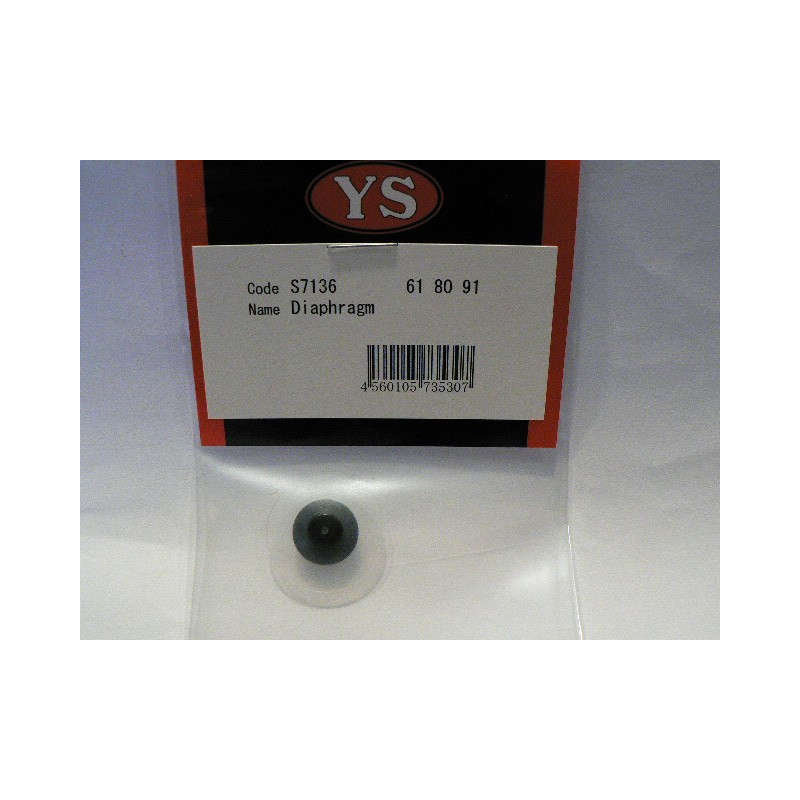 YS
Code S7136 61 80 91
Name Diaphragm
4560105735307